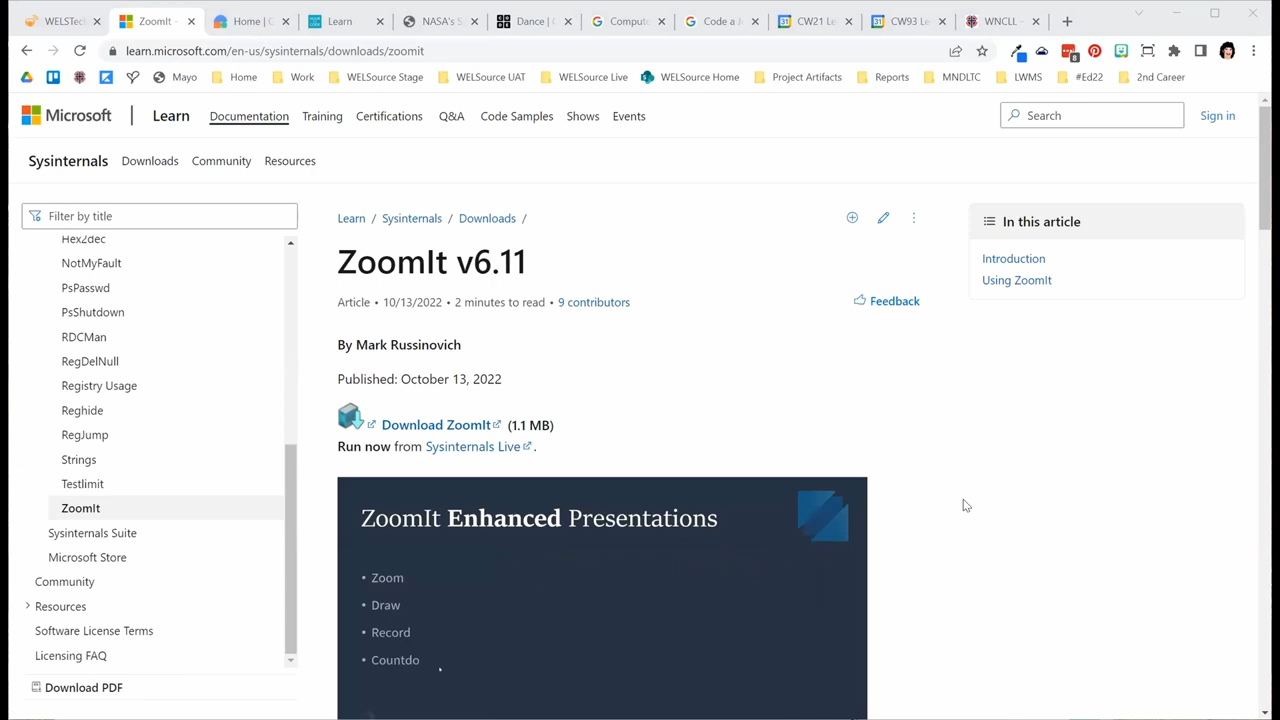 WELSTech
ZoomIt -
Home | C
Learn
NASA's S
Dance | C
Compute
Code a J
CW21 L
CW93 Le
WNCLL -
learn.microsoft.com/en-us/sysinternals/downloads/zoomit
8
Mayo
Home
Work
WELSource Stage
WELSource UAT
WELSource Live
WELSource Home
Project Artifacts
Reports
MNDLTC
LWMS
#Ed22
2nd Career
Microsoft
Learn
Documentation
Training
Certifications
Q&A
Code Samples
Shows
Events
Search
Sign in
Sysinternals
Downloads
Community
Resources
Filter by title
Hex2dec
NotMyFault
PsPasswd
PsShutdown
RDCMan
RegDelNull
Registry Usage
Reghide
RegJump
Strings
Testlimit
ZoomIt
Sysinternals Suite
Microsoft Store
Community
Resources
Software License Terms
Licensing FAQ
Download PDF
Learn / Sysinternals / Downloads /
ZoomIt v6.11
Article • 10/13/2022 • 2 minutes to read • 9 contributors
Feedback
By Mark Russinovich
Published: October 13, 2022
Download ZoomIt (1.1 MB)
Run now from Sysinternals Live.
ZoomIt Enhanced Presentations
• Zoom
• Draw
• Record
• Countdo
In this article
Introduction
Using ZoomIt